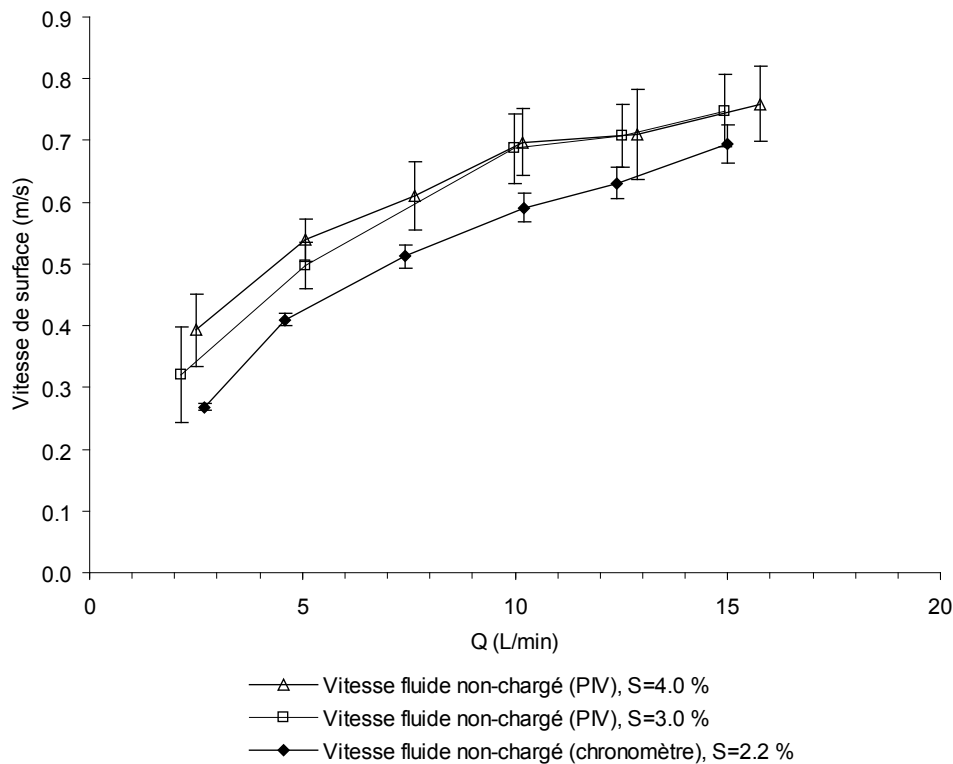 0.9
0.8
0.7
0.6
0.5
0.4
0.3
0.2
0.1
0.0
Vitesse de surface (m/s)
0 5 10 15 20
Q (L/min)
Vitesse fluide non-chargé (PIV), S=4.0 %
Vitesse fluide non-chargé (PIV), S=3.0 %
Vitesse fluide non-chargé (chronomètre), S=2.2 %